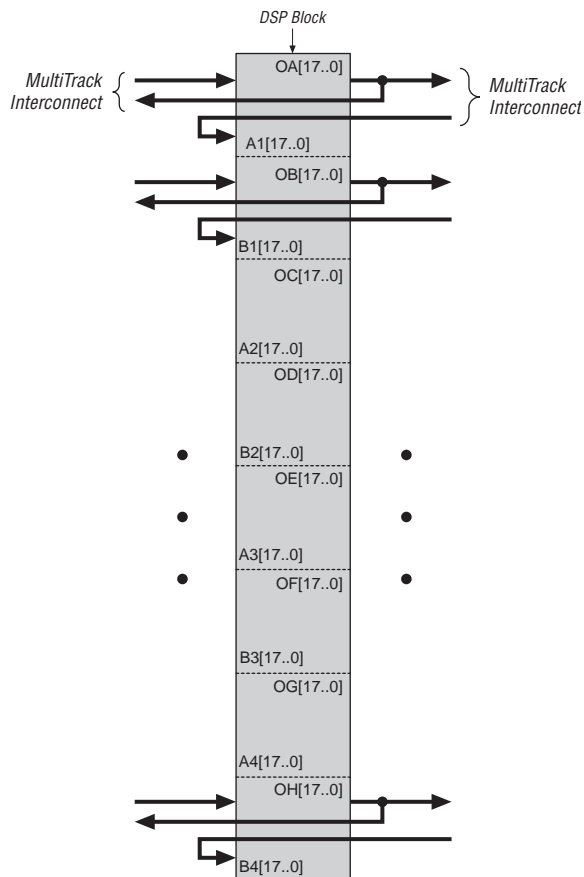 DSP Block
MultiTrack
Interconnect
OA[17..0]
MultiTrack
Interconnect
A1[17..0]
OB[17..0]
B1[17..0]
OC[17..0]
A2[17..0]
OD[17..0]
B2[17..0]
OE[17..0]
A3[17..0]
OF[17..0]
B3[17..0]
OG[17..0]
A4[17..0]
OH[17..0]
B4[17..0]